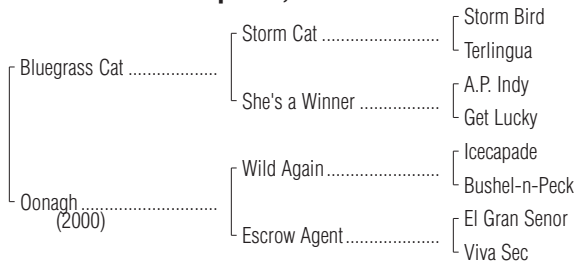 Storm Bird
Storm Cat ......................
Terlingua
Bluegrass Cat ................
A.P. Indy
She's a Winner ...............
Get Lucky
Icecapade
Wild Again .....................
Bushel-n-Peck
Oonagh .........................
(2000)
El Gran Senor
Escrow Agent..................
Viva Sec